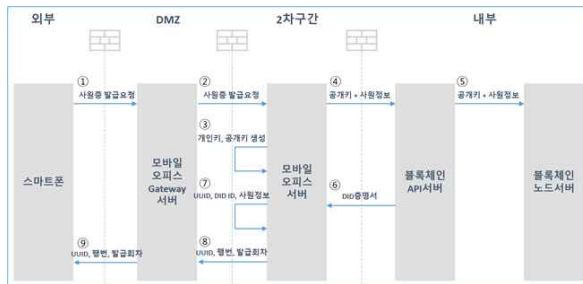 외부
DMZ
2차구간
내부
① 사원증 발급요청
② 사원증 발급요청
④ 공개키 + 사원정보
⑤ 공개키 + 사원정보
③ 개인키, 공개키 생성
스마트폰
모바일
오피스
Gateway
서버
모바일
오피스
서버
블록체인
API서버
블록체인
노드서버
⑥ DID증명서
⑦ UUID, DID ID, 사원정보
⑧ UUID, 행번, 발급회차
⑨ UUID, 행번, 발급회차